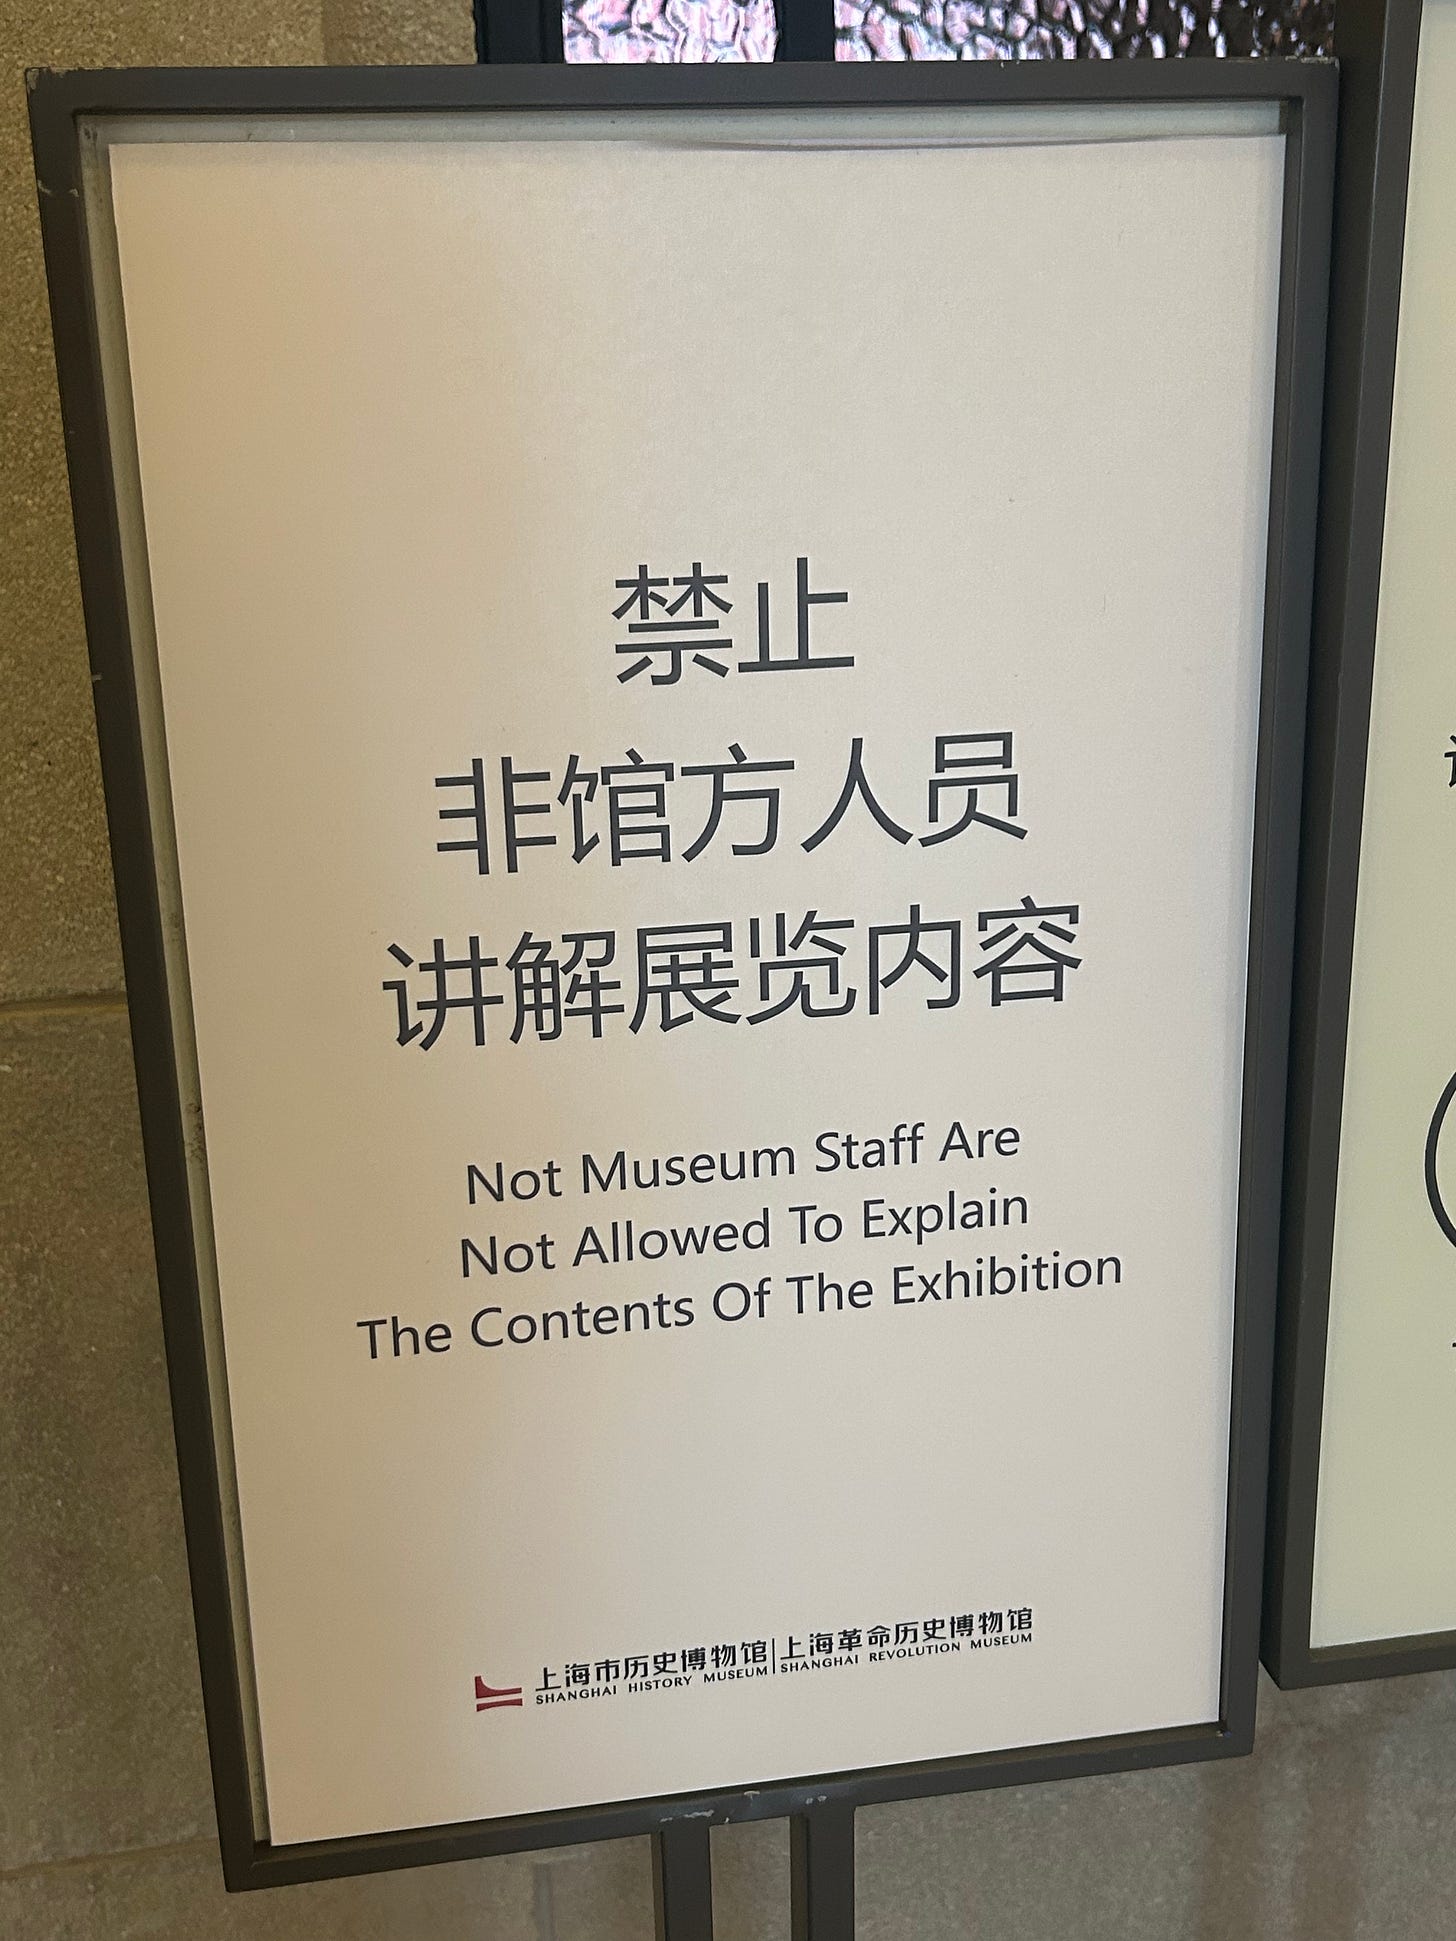 禁止
非馆方人员
讲解展览内容
Not Museum Staff Are
Not Allowed To Explain
The Contents Of The Exhibition
上海市历史博物馆|上海革命历史博物馆
SHANGHAI HISTORY MUSEUM|SHANGHAI REVOLUTION MUSEUM